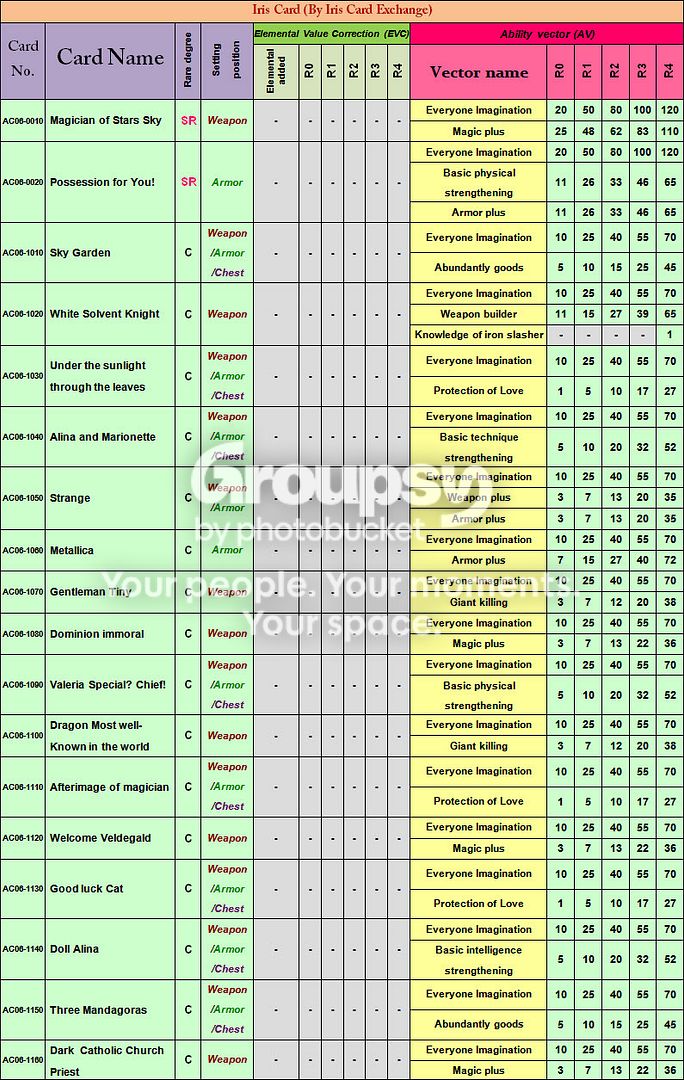 Iris Card (By Iris Card Exchange)
Card No. Card Name Rare degree Setting position Elemental Value Correction (EVC) Ability vector (AV)
Elemental added R0 R1 R2 R3 R4 Vector name R0 R1 R2 R3 R4
AC06-0010 Magician of Stars Sky SR Weapon - - - - - - Everyone Imagination 20 50 80 100 120
Magic plus 25 48 62 83 110
AC06-0020 Possession for You! SR Armor - - - - - - Everyone Imagination 20 50 80 100 120
Basic physical strengthening 11 26 33 46 65
Armor plus 11 26 33 46 65
AC06-1010 Sky Garden C Weapon /Armor /Chest - - - - - - Everyone Imagination 10 25 40 55 70
Abundantly goods 5 10 15 25 45
AC06-1020 White Solvent Knight C Weapon - - - - - - Everyone Imagination 10 25 40 55 70
Weapon builder 11 15 27 39 65
Knowledge of iron slasher - - - - 1
AC06-1030 Under the sunlight through the leaves C Weapon /Armor /Chest - - - - - - Everyone Imagination 10 25 40 55 70
Protection of Love 1 5 10 17 27
AC06-1040 Alina and Marionette C Weapon /Armor /Chest - - - - - - Everyone Imagination 10 25 40 55 70
Basic technique strengthening 5 10 20 32 52
AC06-1050 Strange C Weapon /Armor - - - - - - Everyone Imagination 10 25 40 55 70
Weapon plus 3 7 13 20 35
Armor plus 3 7 13 20 35
AC06-1060 Metallica C Armor - - - - - - Everyone Imagination 10 25 40 55 70
Armor plus 7 15 27 40 72
AC06-1070 Gentleman Tiny C Weapon - - - - - - Everyone Imagination 10 25 40 55 70
Giant killing 3 7 12 20 38
AC06-1080 Dominion immoral C Weapon - - - - - - Everyone Imagination 10 25 40 55 70
Magic plus 3 7 13 22 36
AC06-1090 Valeria Special? Chief! C Weapon /Armor /Chest - - - - - - Everyone Imagination 10 25 40 55 70
Basic physical strengthening 5 10 20 32 52
AC06-1100 Dragon Most well-Known in the world C Weapon - - - - - - Everyone Imagination 10 25 40 55 70
Giant killing 3 7 12 20 38
AC06-1110 Afterimage of magician C Weapon /Armor /Chest - - - - - - Everyone Imagination 10 25 40 55 70
Protection of Love 1 5 10 17 27
AC06-1120 Welcome Veldegald C Weapon - - - - - - Everyone Imagination 10 25 40 55 70
Magic plus 3 7 13 22 36
AC06-1130 Good luck Cat C Weapon /Armor /Chest - - - - - - Everyone Imagination 10 25 40 55 70
Protection of Love 1 5 10 17 27
AC06-1140 Doll Alina C Weapon /Armor /Chest - - - - - - Everyone Imagination 10 25 40 55 70
Basic intelligence strengthening 5 10 20 32 52
AC06-1150 Three Mandagoras C Weapon /Armor /Chest - - - - - - Everyone Imagination 10 25 40 55 70
Abundantly goods 5 10 15 25 45
AC06-1160 Dark Catholic Church Priest C Weapon - - - - - - Everyone Imagination 10 25 40 55 70
Magic plus 3 7 13 22 36
Groupsy
by photobucket
Your people. Your moments.
Your space.